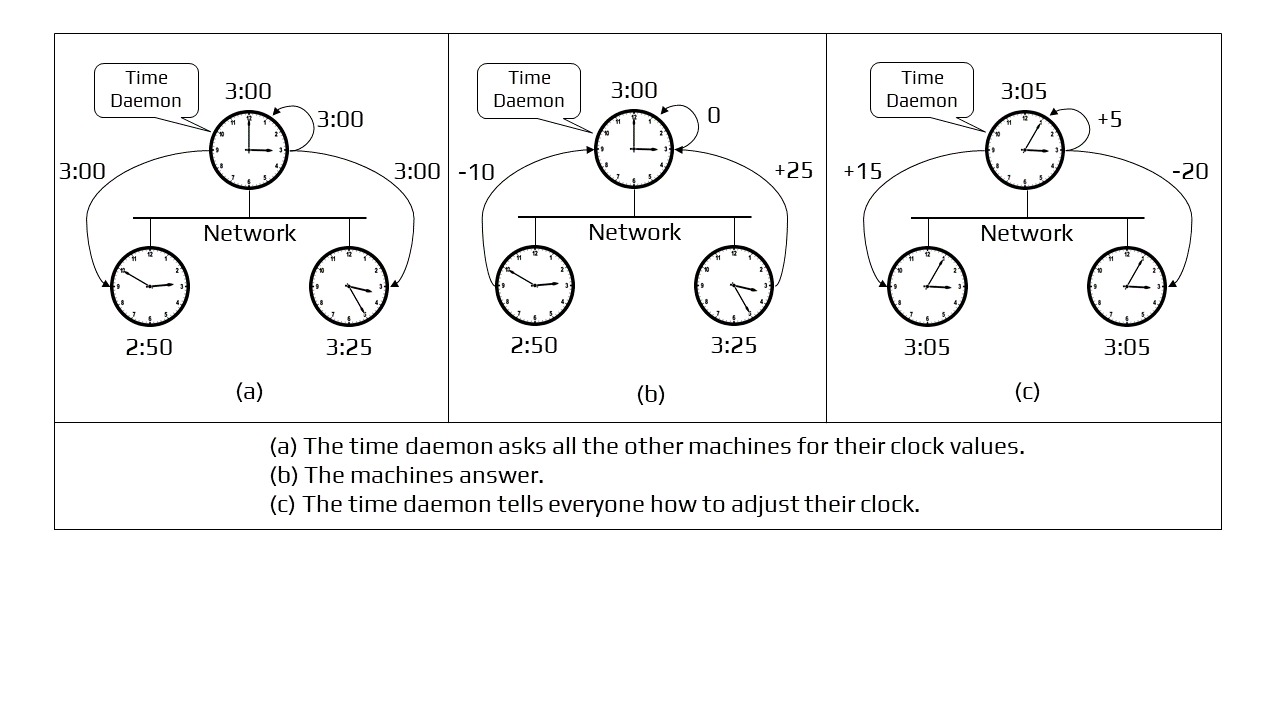 Time
Daemon
3:00
3:00
3:00
3:00
Network
2:50
3:25
(a)
Time
Daemon
3:00
0
-10
+25
Network
2:50
3:25
(b)
Time
Daemon
3:05
+5
+15
-20
Network
3:05
3:05
(c)
(a) The time daemon asks all the other machines for their clock values.
(b) The machines answer.
(c) The time daemon tells everyone how to adjust their clock.